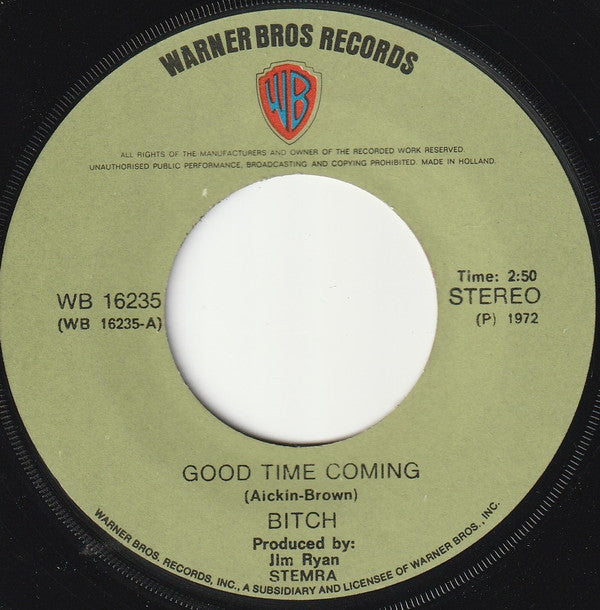 WARNER BROS RECORDS
WB
ALL RIGHTS OF THE MANUFACTURERS AND OWNER OF THE RECORDED WORK RESERVED.
UNAUTHORISED PUBLIC PERFORMANCE, BROADCASTING AND COPYING PROHIBITED. MADE IN HOLLAND.
WB 16235
(WB 16235-A)
Time: 2:50
STEREO
(P) 1972
GOOD TIME COMING
(Aickin-Brown)
BITCH
Produced by:
Jim Ryan
STEMRA
WARNER BROS. RECORDS, INC., A SUBSIDIARY AND LICENSEE OF WARNER BROS., INC.